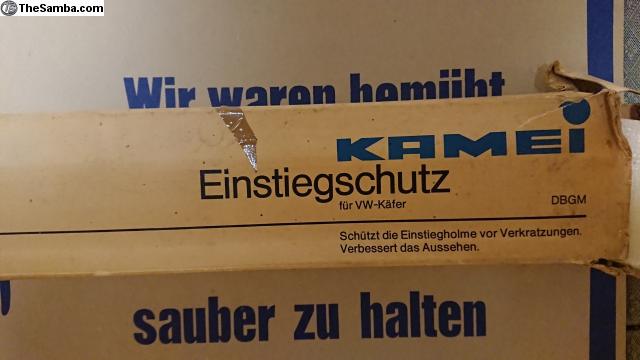 TheSamba.com
Wir waren bemüht
KAMEI
Einstiegschutz
für VW-Käfer
DBGM
Schützt die Einstiegholme vor Verkratzungen.
Verbessert das Aussehen.
sauber zu halten